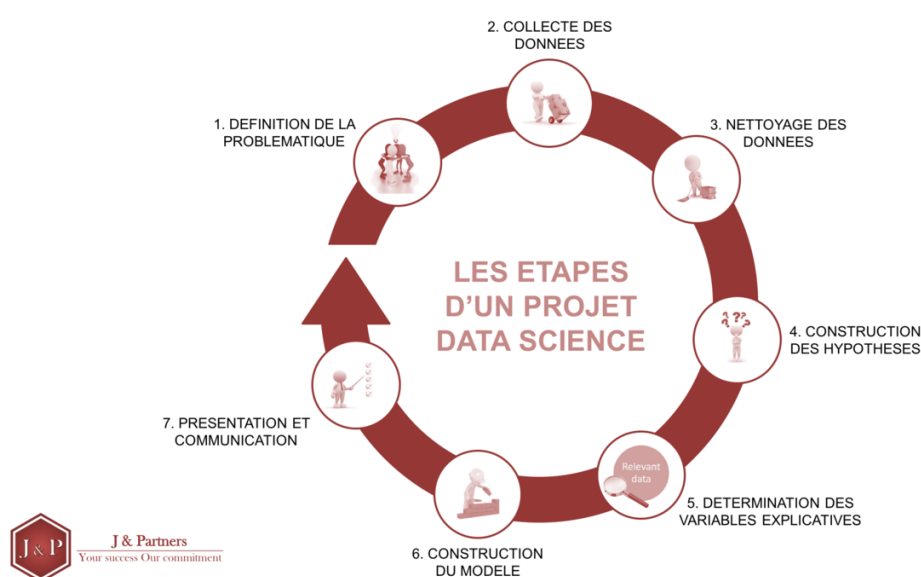 2. COLLECTE DES
DONNEES
1. DEFINITION DE LA
PROBLEMATIQUE
3. NETTOYAGE DES
DONNEES
LES ETAPES
D'UN PROJET
DATA SCIENCE
???
4. CONSTRUCTION
DES HYPOTHESES
7. PRESENTATION ET
COMMUNICATION
Relevant
data
5. DETERMINATION DES
VARIABLES EXPLICATIVES
6. CONSTRUCTION
DU MODELE
J & P
J & Partners
Your success Our commitment